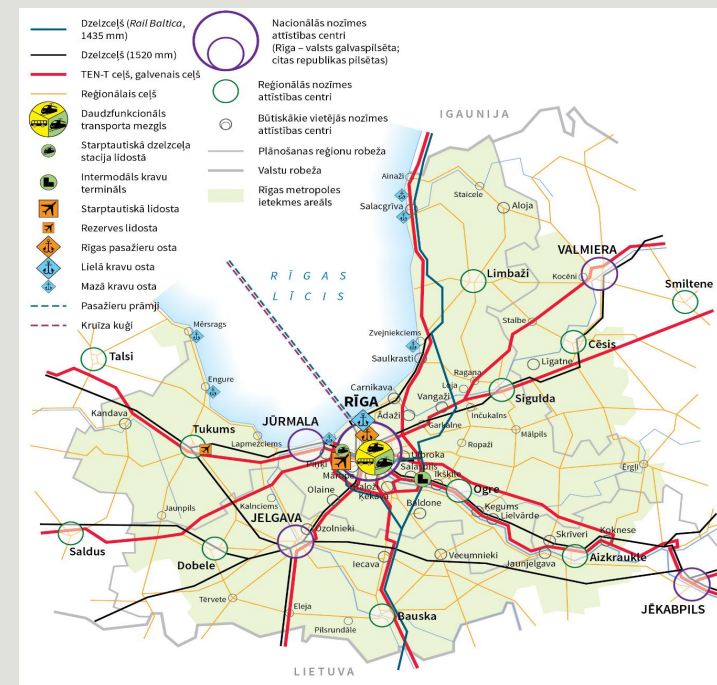 Dzelzceļš (Rail Baltica,
1435 mm)
Dzelzceļš (1520 mm)
TEN-T ceļš, galvenais ceļš
Reģionālais ceļš
Daudzfunkcionāls
transporta mezgls
Starptautiskā dzelzceļa
stacija lidostā
Intermodāls kravu
termināls
Starptautiskā lidosta
Rezerves lidosta
Rīgas pasažieru osta
Lielā kravu osta
Mazā kravu osta
Pasažieru prāmji
Kruīza kuģi
Nacionālās nozīmes
attīstības centri
(Rīga – valsts galvaspilsēta;
citas republikas pilsētas)
Reģionālās nozīmes
attīstības centri
Būtiskākie vietējās nozīmes
attīstības centri
Plānošanas reģionu robeža
Valstu robeža
Rīgas metropoles
ietekmes areāls
IGAUNIJA
Ainaži
Staicele
Salacgrīva
Aloja
VALMIERA
Kocēni
RĪGAS
LĪCIS
Limbaži
Smiltene
Mērsrags
Stalbe
Zvejniekciems
Cēsis
Talsi
Saulkrasti
Līgatne
Engure
Ragana
Carnikava
Lēja
Sigulda
Vangaži
RĪGA
Kandava
Ādaži
Inčukalns
JŪRMALA
Garkalne
Tukums
Mālpils
Lapmežciems
Ropaži
Ulbroka
Piņķi
Salaspils
Ērgļi
Mārupe
Ikšķile
Olaine
Ķekava
Ogre
Baldone
Jaunpils
Kalnciems
Ķegums
JELGAVA
Lielvārde
Ozolnieki
Koknese
Skrīveri
Saldus
Aizkraukle
Dobele
Iecava
Vecumnieki
Jaunjelgava
Tērvete
JĒKABPILS
Eleja
Bauska
Pilsrundāle
LIETUVA